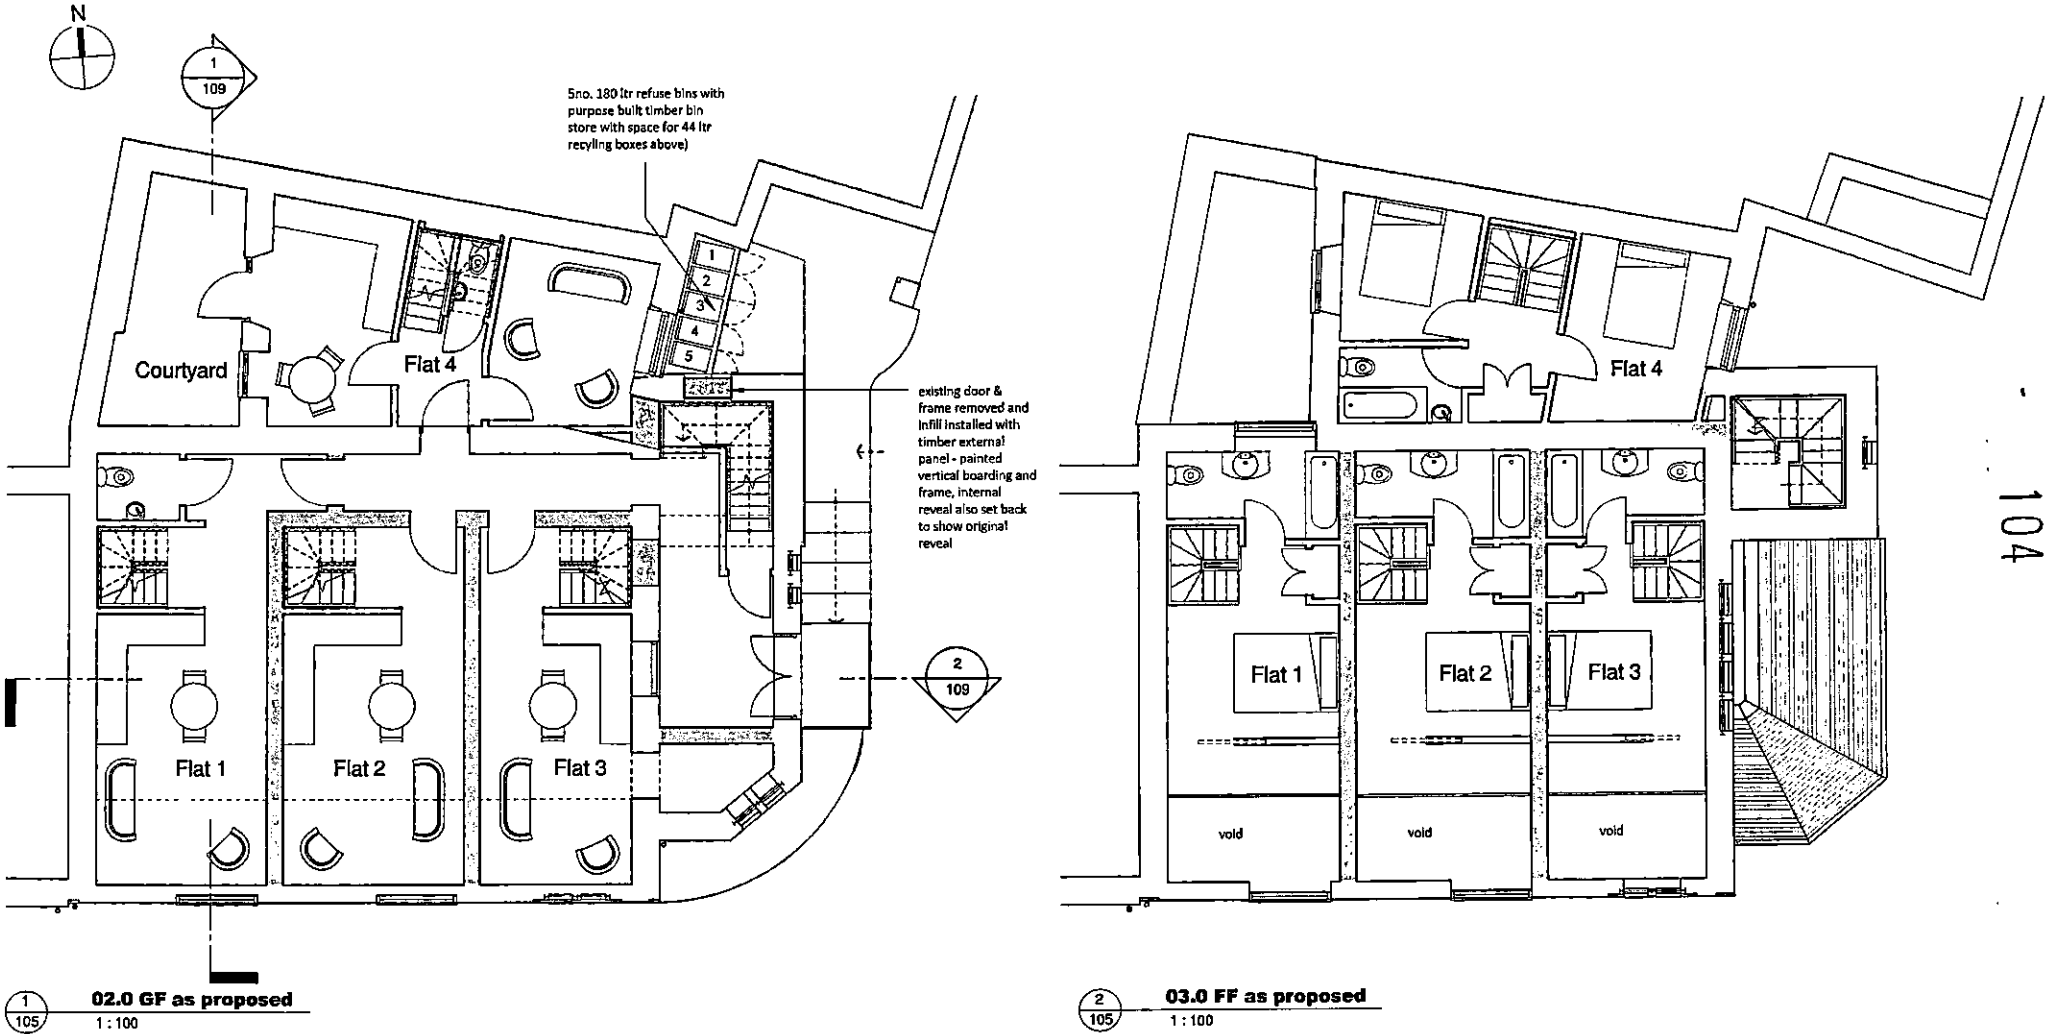 N
1
109
5no. 180 ltr refuse bins with
purpose built timber bin
store with space for 44 ltr
recyling boxes above)
1
2
3
4
5
Courtyard
Flat 4
existing door &
frame removed and
infill installed with
timber external
panel - painted
vertical boarding and
frame, internal
reveal also set back
to show original
reveal
2
109
Flat 1
Flat 2
Flat 3
1
105
02.0 GF as proposed
1 : 100
Flat 4
Flat 1
Flat 2
Flat 3
void
void
void
2
105
03.0 FF as proposed
1 : 100
104